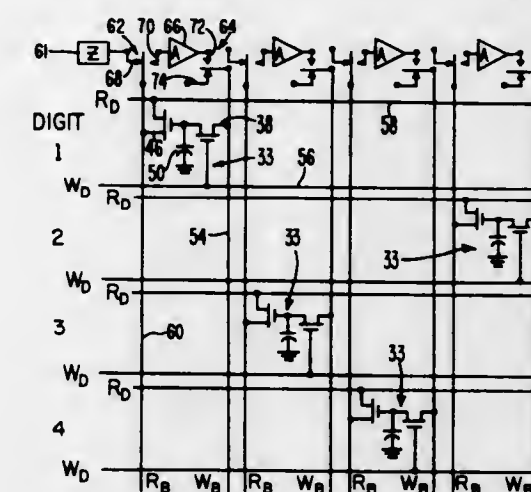 61 Z 62 70 66 72 64
A A A A
68 74
R_D 58
DIGIT
1
46 38
50 33
56
W_D
R_D
54
2
33
W_D
R_D
33
3
60
W_D
R_D
33
4
W_D
R_B W_B R_B W_B R_B W_B R_B W_B